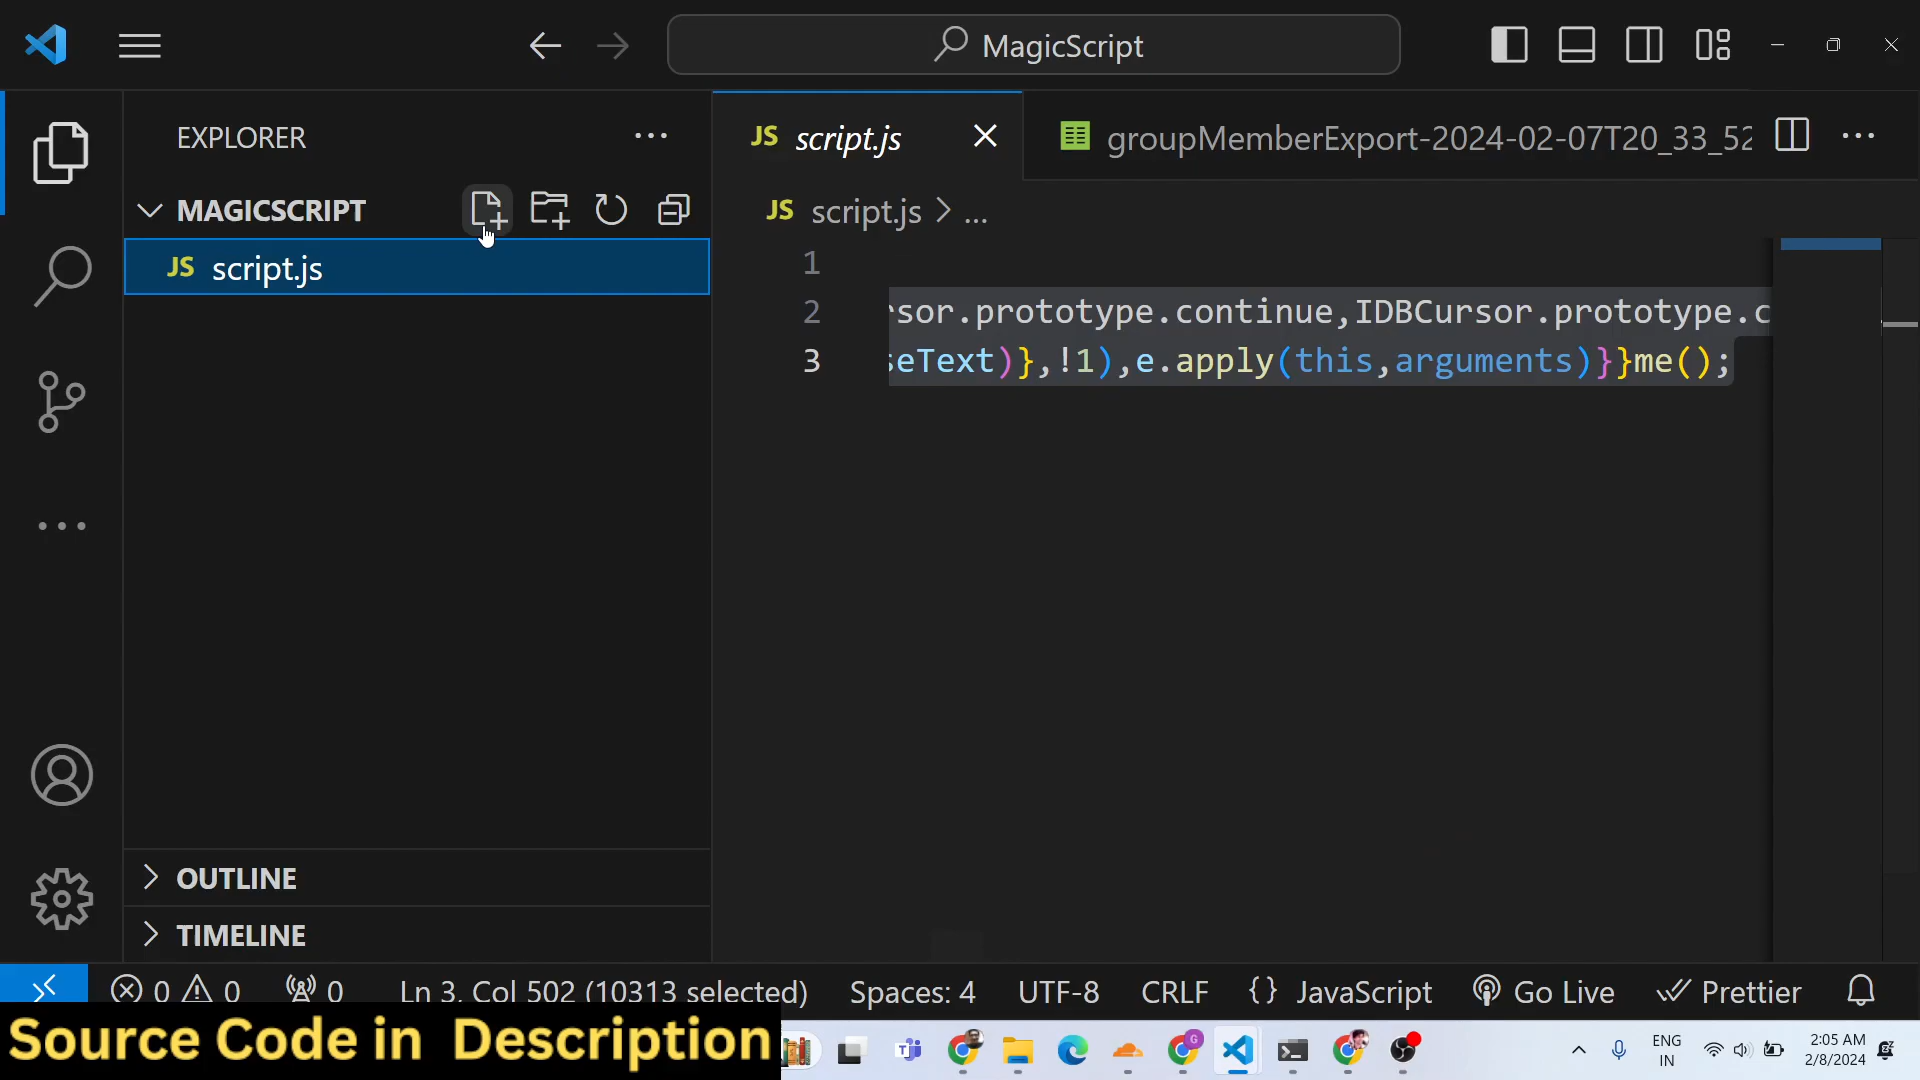 MagicScript
EXPLORER
MAGICSCRIPT
JS script.js
JS script.js
groupMemberExport-2024-02-07T20_33_52
JS script.js > ...
1
2 rsor.prototype.continue,IDBCursor.prototype.c
3 seText)},!1),e.apply(this,arguments)}}me();
OUTLINE
TIMELINE
0 0 0 Ln 3, Col 502 (10313 selected) Spaces: 4 UTF-8 CRLF {} JavaScript Go Live Prettier
Source Code in Description
ENG
IN
2:05 AM
2/8/2024